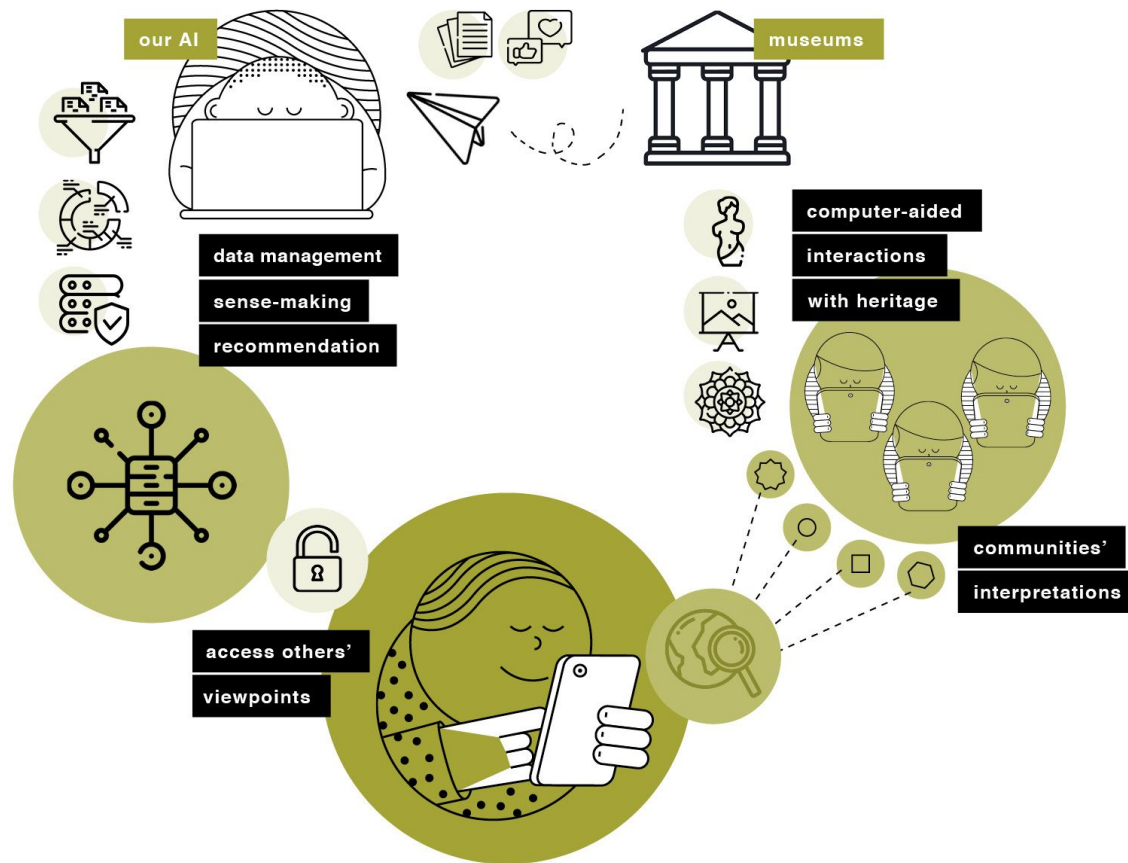 our AI
museums
data management
sense-making
recommendation
computer-aided
interactions
with heritage
communities’
interpretations
access others’
viewpoints